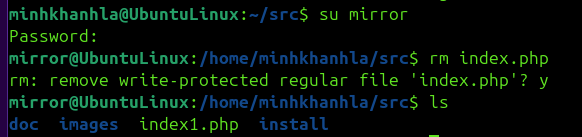 minhkhanhla@UbuntuLinux:~/src$ su mirror
Password:
mirror@UbuntuLinux:/home/minhkhanhla/src$ rm index.php
rm: remove write-protected regular file 'index.php'? y
mirror@UbuntuLinux:/home/minhkhanhla/src$ ls
doc  images  index1.php  install